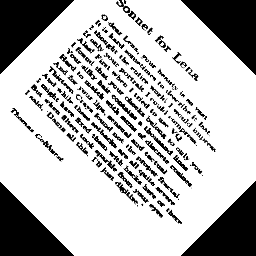 Sonnet for Lena
O dear Lena, your beauty is so vast
It is hard sometimes to describe it fast.
I thought the entire world I would impress
If only your portrait I could compress.
Alas! First when I tried to use VQ
I found that your cheeks belong to only you.
Your silky hair contains a thousand lines
Hard to match with sums of discrete cosines.
And for your lips, sensual and tactual
Thirteen Crays found not the proper fractal.
And while these setbacks are all quite severe
I might have fixed them with hacks here or there
But when filters took sparkle from your eyes
I said, 'Damn all this. I'll just digitize.'
Thomas Colthurst